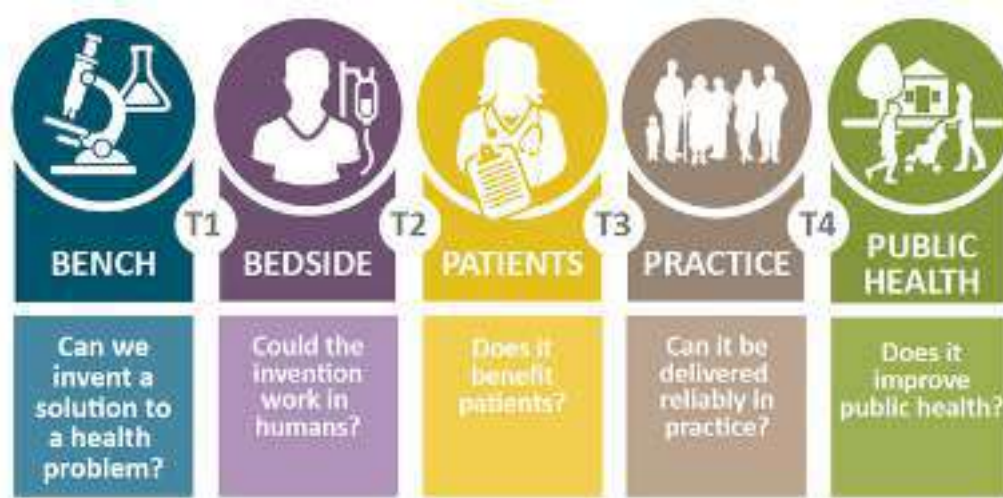 T1
T2
T3
T4
BENCH
BEDSIDE
PATIENTS
PRACTICE
PUBLIC
HEALTH
Can we
invent a
solution to
a health
problem?
Could the
invention
work in
humans?
Does it
benefit
patients?
Can it be
delivered
reliably in
practice?
Does it
improve
public health?